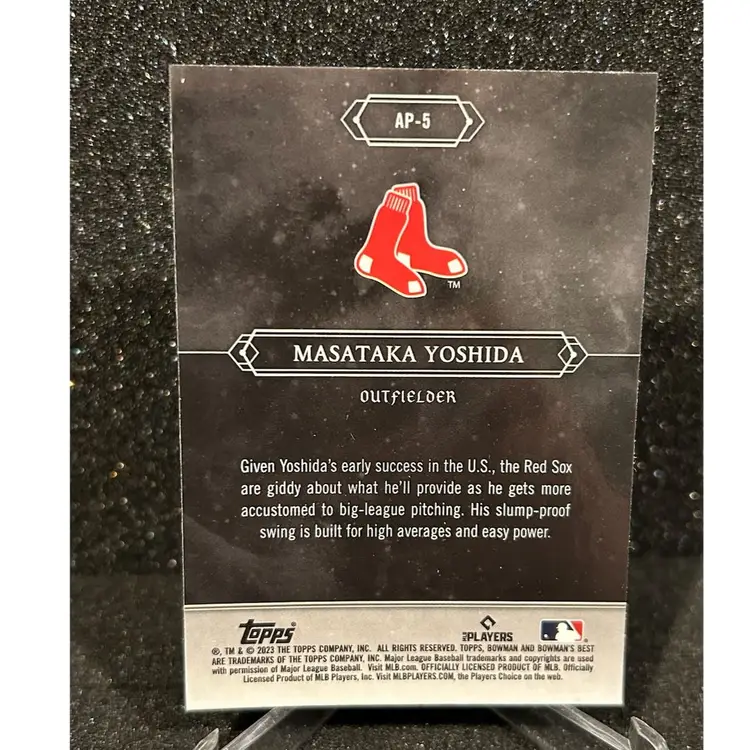 AP-5
TM
MASATAKA YOSHIDA
OUTFIELDER
Given Yoshida's early success in the U.S., the Red Sox
are giddy about what he'll provide as he gets more
accustomed to big-league pitching. His slump-proof
swing is built for high averages and easy power.
Topps
MLB PLAYERS
®, TM & © 2023 THE TOPPS COMPANY, INC. ALL RIGHTS RESERVED. TOPPS, BOWMAN AND BOWMAN'S BEST
ARE TRADEMARKS OF THE TOPPS COMPANY, INC. Major League Baseball trademarks and copyrights are used
with permission of Major League Baseball. Visit MLB.com. OFFICIALLY LICENSED PRODUCT OF MLB. Officially
Licensed Product of MLB Players, Inc. Visit MLBPLAYERS.COM, the Players Choice on the web.